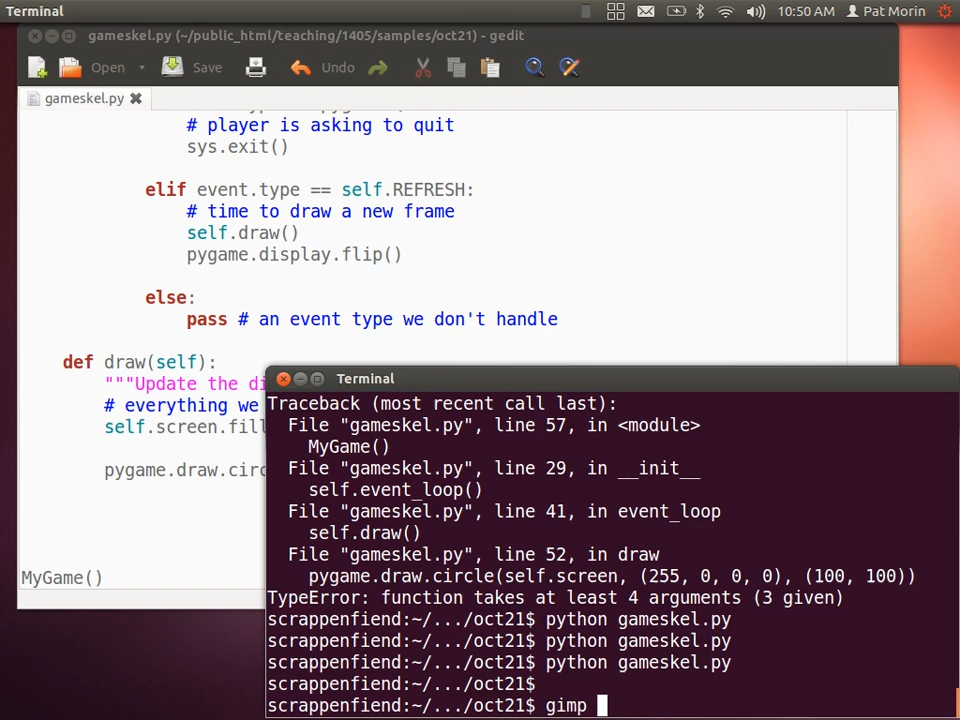 Terminal
10:50 AM Pat Morin
gameskel.py (~/public_html/teaching/1405/samples/oct21) - gedit
Open Save Undo
gameskel.py
# player is asking to quit
sys.exit()
elif event.type == self.REFRESH:
# time to draw a new frame
self.draw()
pygame.display.flip()
else:
pass # an event type we don't handle
def draw(self):
"""Update the di
# everything we
self.screen.fill
pygame.draw.circ
MyGame()
Terminal
Traceback (most recent call last):
File "gameskel.py", line 57, in <module>
MyGame()
File "gameskel.py", line 29, in __init__
self.event_loop()
File "gameskel.py", line 41, in event_loop
self.draw()
File "gameskel.py", line 52, in draw
pygame.draw.circle(self.screen, (255, 0, 0, 0), (100, 100))
TypeError: function takes at least 4 arguments (3 given)
scrappenfiend:~/.../oct21$ python gameskel.py
scrappenfiend:~/.../oct21$ python gameskel.py
scrappenfiend:~/.../oct21$ python gameskel.py
scrappenfiend:~/.../oct21$
scrappenfiend:~/.../oct21$ gimp